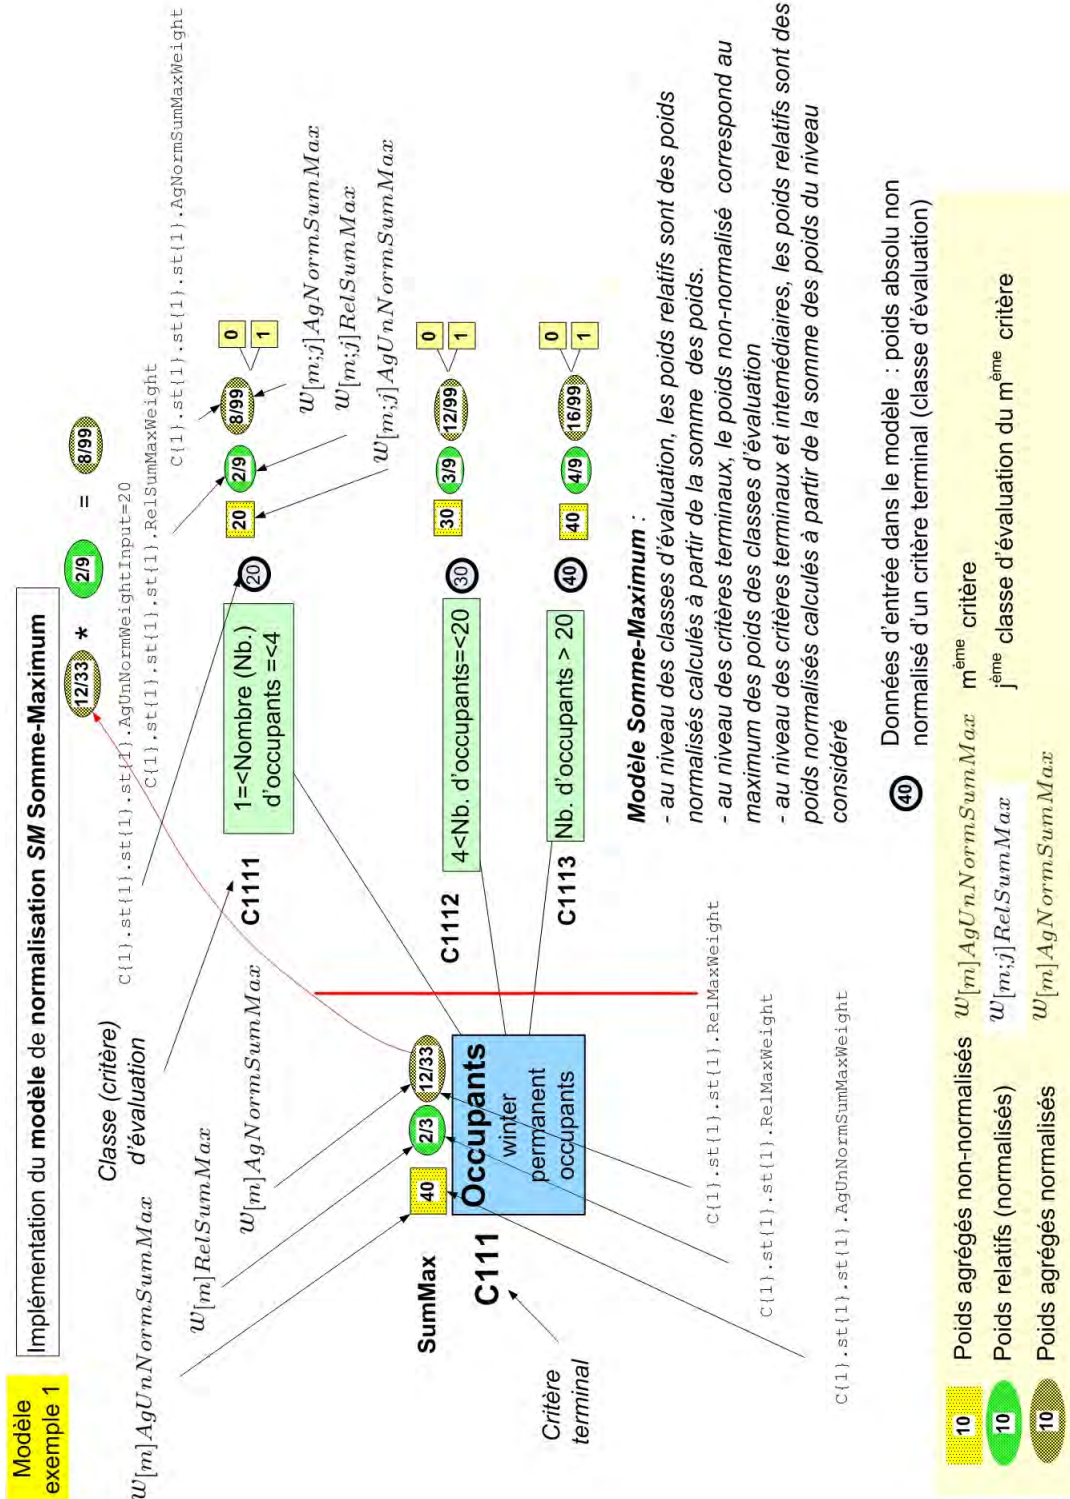 Modèle
exemple 1
Implémentation du modèle de normalisation SM Somme-Maximum
12/33 * 2/9 = 8/99
C{1}.st{1}.st{1}.st{1}.AgUnNormWeightInput=20
C{1}.st{1}.st{1}.st{1}.RelSumMaxWeight
C{1}.st{1}.st{1}.st{1}.AgNormSumMaxWeight
Classe (critère)
d'évaluation
w[m]AgUnNormSumMax
w[m]RelSumMax
w[m]AgNormSumMax
1=<Nombre (Nb.)
d'occupants =<4
C1111
20
20
2/9
8/99
0
1
w[m;j]AgNormSumMax
w[m;j]RelSumMax
w[m;j]AgUnNormSumMax
SumMax
40
2/3
12/33
C111
Occupants
winter
permanent
occupants
Critère
terminal
C1112
4<Nb. d'occupants=<20
30
30
3/9
12/99
0
1
C1113
Nb. d'occupants > 20
40
40
4/9
16/99
0
1
C{1}.st{1}.st{1}.RelMaxWeight
C{1}.st{1}.st{1}.RelMaxWeight
C{1}.st{1}.st{1}.AgUnNormSumMaxWeight
Modèle Somme-Maximum :
- au niveau des classes d'évaluation, les poids relatifs sont des poids
normalisés calculés à partir de la somme des poids.
- au niveau des critères terminaux, le poids non-normalisé correspond au
maximum des poids des classes d'évaluation
- au niveau des critères terminaux et intemédiaires, les poids relatifs sont des
poids normalisés calculés à partir de la somme des poids du niveau
considéré
40
Données d'entrée dans le modèle : poids absolu non
normalisé d'un critère terminal (classe d'évaluation)
10 Poids agrégés non-normalisés w[m]AgUnNormSumMax mème critère
10 Poids relatifs (normalisés) w[m;j]RelSumMax jème classe d'évaluation du mème critère
10 Poids agrégés normalisés w[m]AgNormSumMax